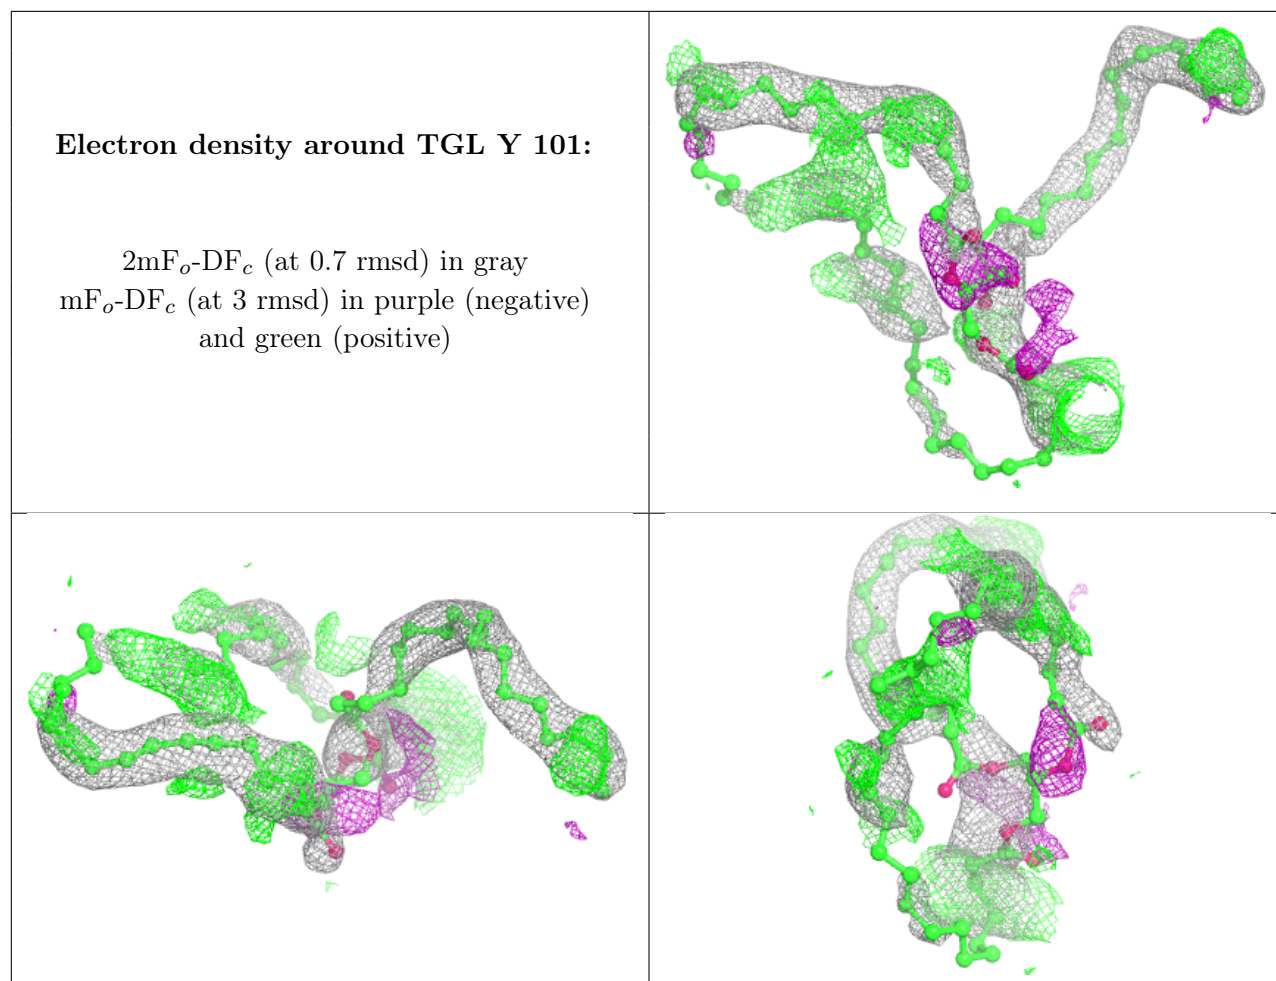 Electron density around TGL Y 101:
2mFo-DFc (at 0.7 rmsd) in gray
mFo-DFc (at 3 rmsd) in purple (negative)
and green (positive)